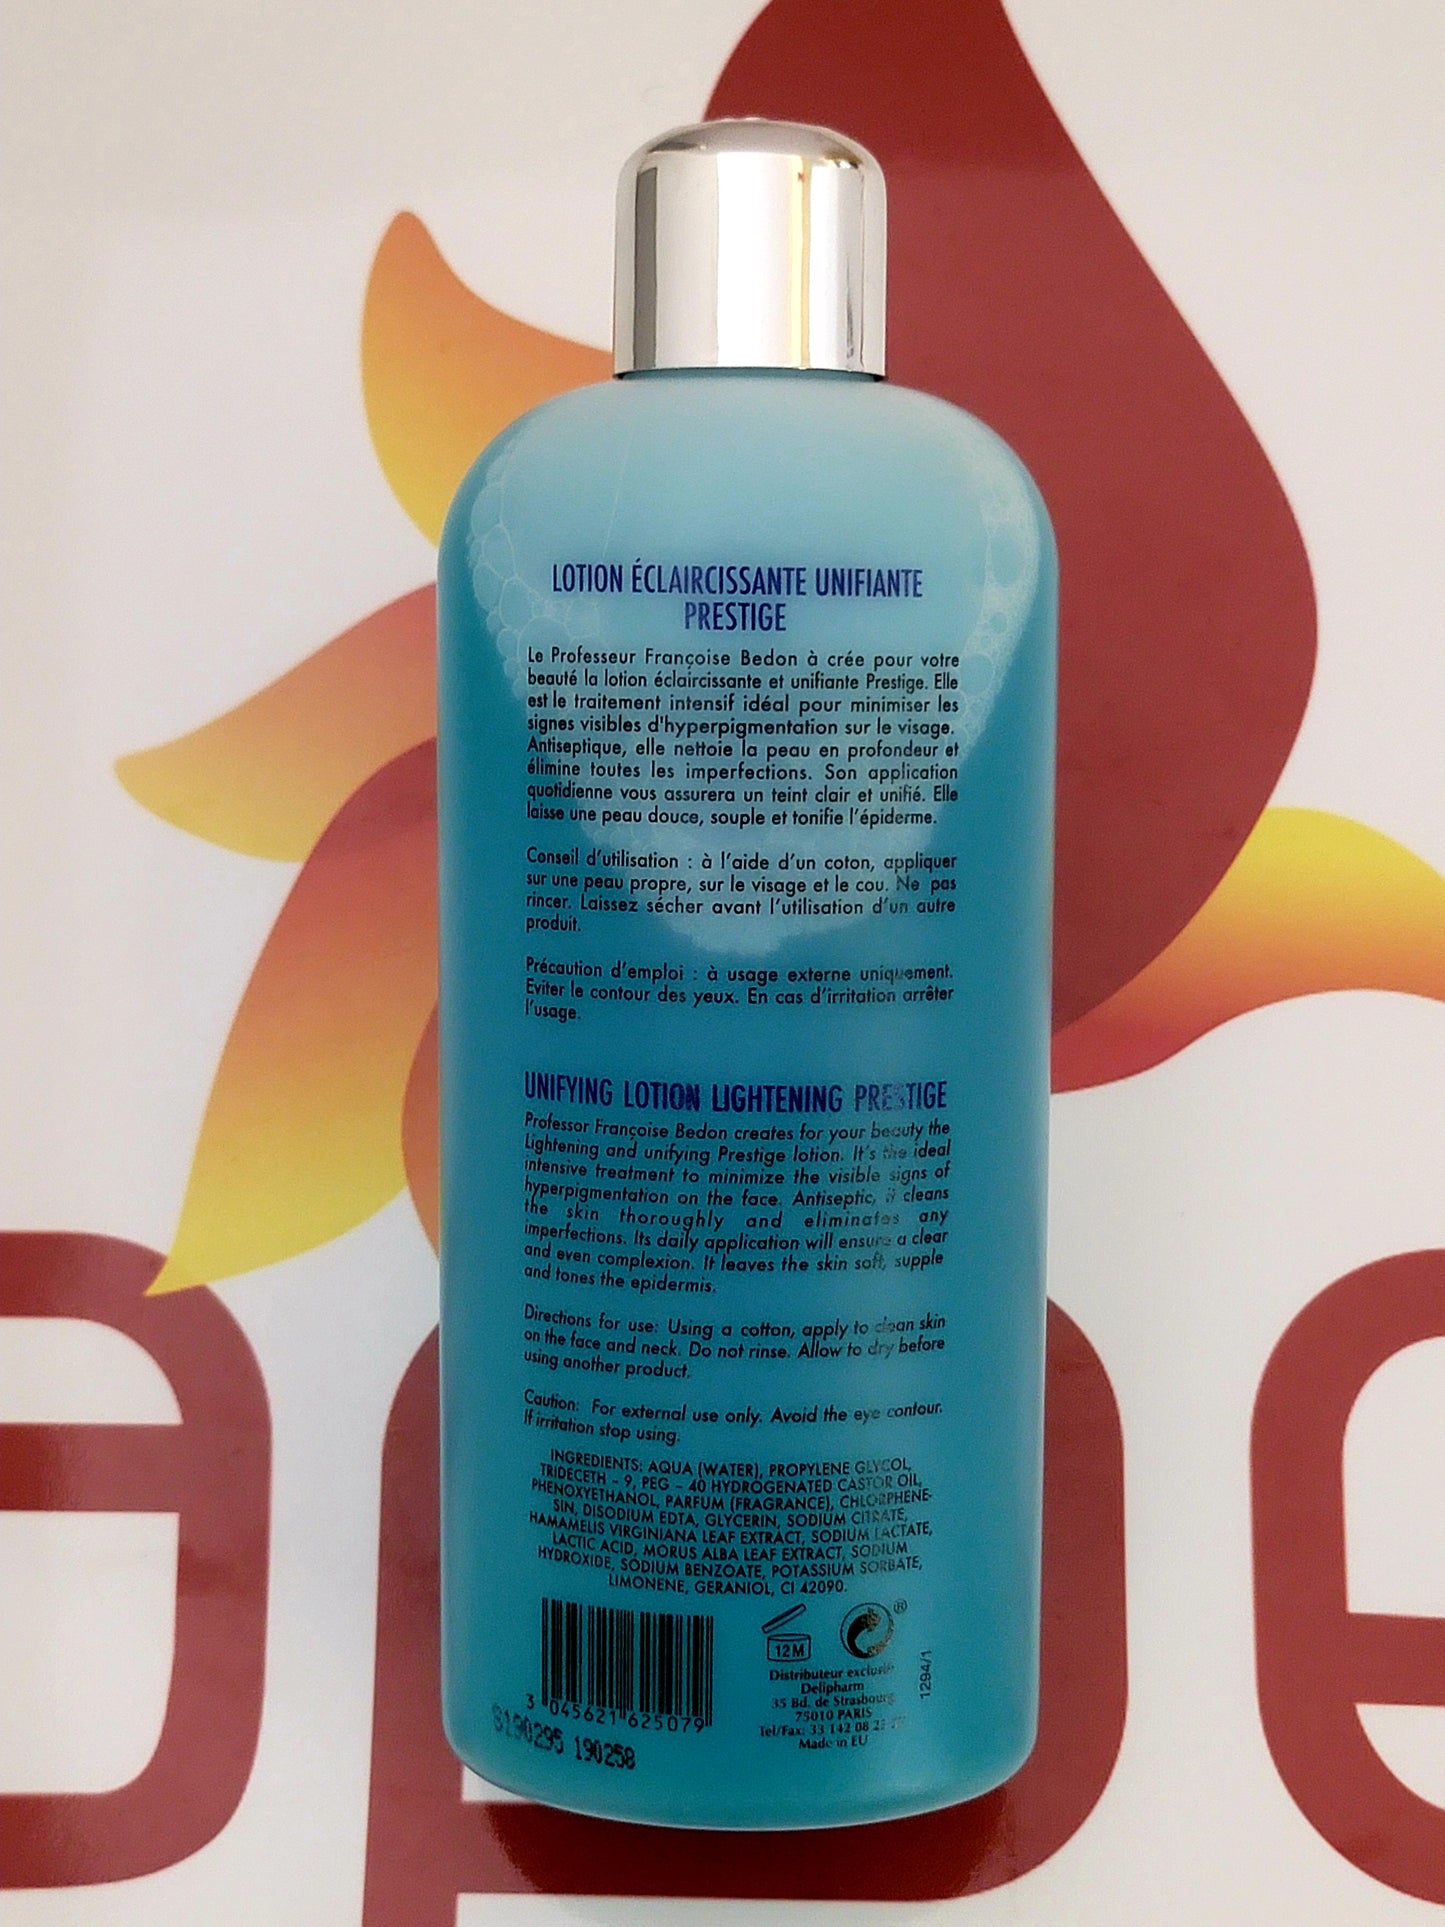 LOTION ÉCLAIRCISSANTE UNIFIANTE
PRESTIGE
Le Professeur Françoise Bedon à crée pour votre
beauté la lotion éclaircissante et unifiante Prestige. Elle
est le traitement intensif idéal pour minimiser les
signes visibles d'hyperpigmentation sur le visage.
Antiseptique, elle nettoie la peau en profondeur et
élimine toutes les imperfections. Son application
quotidienne vous assurera un teint clair et unifié. Elle
laisse une peau douce, souple et tonifie l'épiderme.
Conseil d'utilisation : à l'aide d'un coton, appliquer
sur une peau propre, sur le visage et le cou. Ne pas
rincer. Laissez sécher avant l'utilisation d'un autre
produit.
Précaution d'emploi : à usage externe uniquement.
Eviter le contour des yeux. En cas d'irritation arrêter
l'usage.
UNIFYING LOTION LIGHTENING PRESTIGE
Professor Françoise Bedon creates for your beauty the
Lightening and unifying Prestige lotion. It's the ideal
intensive treatment to minimize the visible signs of
hyperpigmentation on the face. Antiseptic, it cleans
the skin thoroughly and eliminates any
imperfections. Its daily application will ensure a clear
and even complexion. It leaves the skin soft, supple
and tones the epidermis.
Directions for use: Using a cotton, apply to clean skin
on the face and neck. Do not rinse. Allow to dry before
using another product.
Caution: For external use only. Avoid the eye contour.
If irritation stop using.
INGREDIENTS: AQUA (WATER), PROPYLENE GLYCOL,
TRIDECETH - 9, PEG - 40 HYDROGENATED CASTOR OIL,
PHENOXYETHANOL, PARFUM (FRAGRANCE), CHLORPHENE-
SIN, DISODIUM EDTA, GLYCERIN, SODIUM CITRATE,
HAMAMELIS VIRGINIANA LEAF EXTRACT, SODIUM LACTATE,
LACTIC ACID, MORUS ALBA LEAF EXTRACT, SODIUM
HYDROXIDE, SODIUM BENZOATE, POTASSIUM SORBATE,
LIMONENE, GERANIOL, CI 42090.
12M
®
Distributeur exclusif
Delipharm
35 Bd. de Strasbourg
75010 PARIS
Tel/Fax: 33 142 08 2
Made in EU
1294/1
3 045621 625079
190258